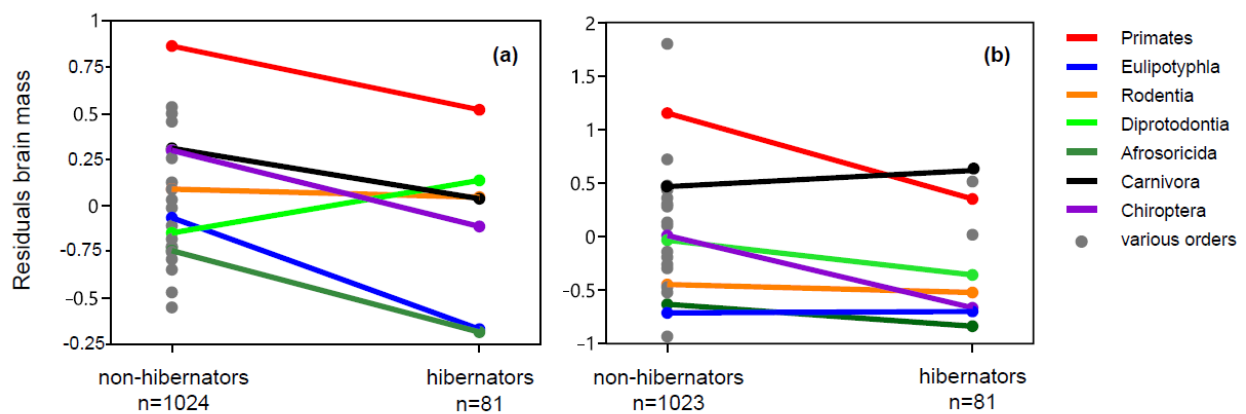 Residuals brain mass
1
0.75
0.5
0.25
0
-0.75
-0.5
-0.25
(a)
non-hibernators
n=1024
hibernators
n=81
2
1.5
1
0.5
0
-0.5
-1
(b)
non-hibernators
n=1023
hibernators
n=81
Primates
Eulipotyphla
Rodentia
Diprotodontia
Afrosoricida
Carnivora
Chiroptera
various orders